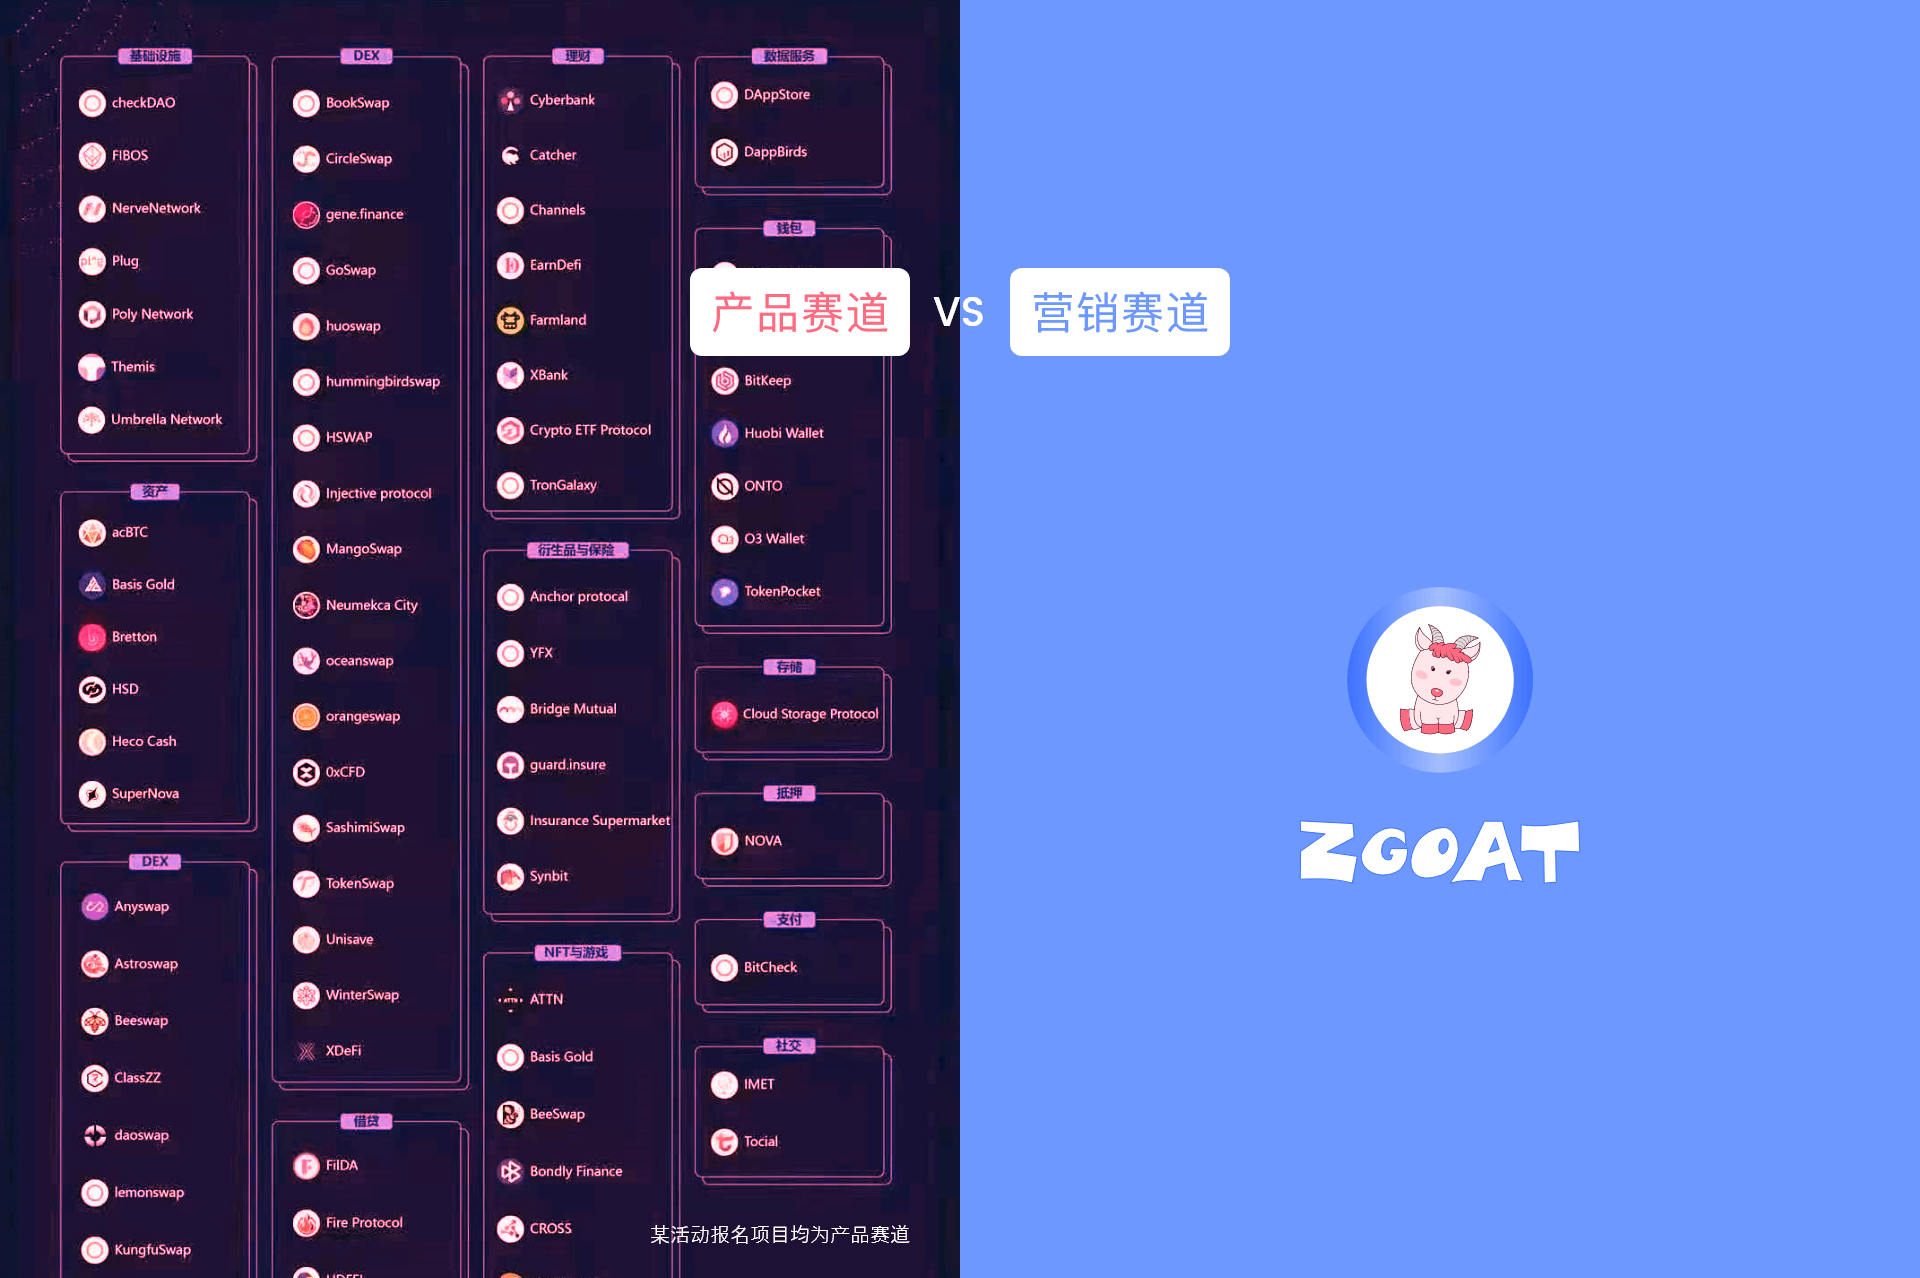 基础设施
checkDAO
FIBOS
NerveNetwork
Plug
Poly Network
Themis
Umbrella Network
资产
acBTC
Basis Gold
Bretton
HSD
Heco Cash
SuperNova
DEX
Anyswap
Astroswap
Beeswap
ClassZZ
daoswap
lemonswap
KungfuSwap
DEX
BookSwap
CircleSwap
gene.finance
GoSwap
huoswap
hummingbirdswap
HSWAP
Injective protocol
MangoSwap
Neumekca City
oceanswap
orangeswap
0xCFD
SashimiSwap
TokenSwap
Unisave
WinterSwap
XDeFi
借贷
FilDA
Fire Protocol
理财
Cyberbank
Catcher
Channels
EarnDefi
Farmland
XBank
Crypto ETF Protocol
TronGalaxy
衍生品与保险
Anchor protocal
YFX
Bridge Mutual
guard.insure
Insurance Supermarket
Synbit
NFT与游戏
ATTN
Basis Gold
BeeSwap
Bondly Finance
CROSS
数据服务
DAppStore
DappBirds
钱包
BitKeep
Huobi Wallet
ONTO
O3 Wallet
TokenPocket
存储
Cloud Storage Protocol
抵押
NOVA
支付
BitCheck
社交
IMET
Tocial
某活动报名项目均为产品赛道
产品赛道 VS 营销赛道
ZGOAT